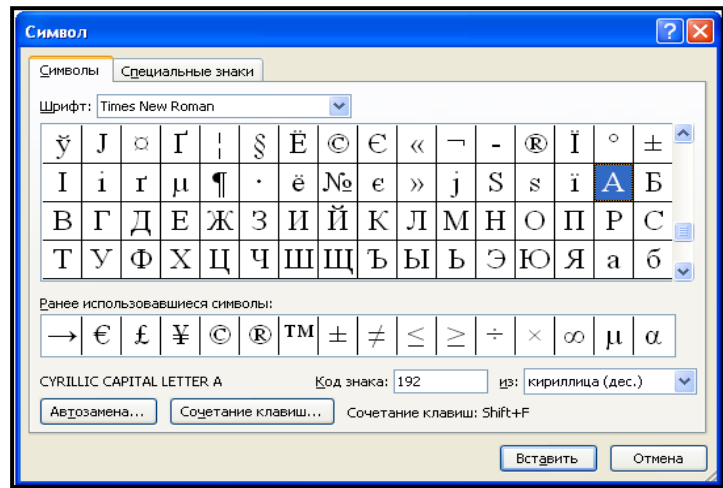 Символ
Символы Специальные знаки
Шрифт: Times New Roman
ў Ј ¤ Ґ ¦ § Ё © Є « ¬ - ® Ї ° ±
І і ґ µ ¶ · ё № є » ј Ѕ ѕ ї А Б
В Г Д Е Ж З И Й К Л М Н О П Р С
Т У Ф Х Ц Ч Ш Щ Ъ Ы Ь Э Ю Я а б
Ранее использовавшиеся символы:
→ € £ ¥ © ® ™ ± ≠ ≤ ≥ ÷ × ∞ µ α
CYRILLIC CAPITAL LETTER A Код знака: 192 из: кириллица (дес.)
Автозамена... Сочетание клавиш... Сочетание клавиш: Shift+F
Вставить Отмена